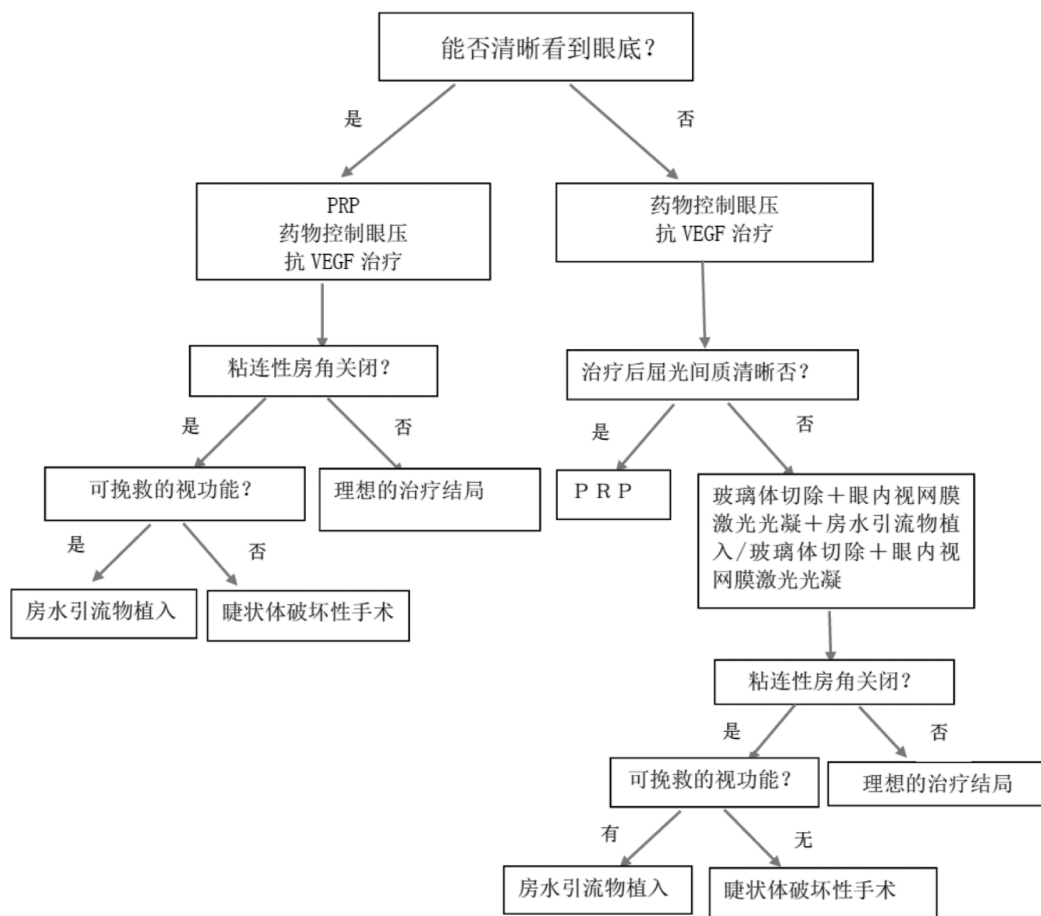 能否清晰看到眼底？
是
否
PRP
药物控制眼压
抗 VEGF 治疗
药物控制眼压
抗 VEGF 治疗
粘连性房角关闭？
治疗后屈光间质清晰否？
是
否
是
否
可挽救的视功能？
理想的治疗结局
ＰＲＰ
玻璃体切除＋眼内视网膜
激光光凝＋房水引流物植
入/玻璃体切除＋眼内视
网膜激光光凝
是
否
房水引流物植入
睫状体破坏性手术
粘连性房角关闭？
是
否
可挽救的视功能？
理想的治疗结局
有
无
房水引流物植入
睫状体破坏性手术